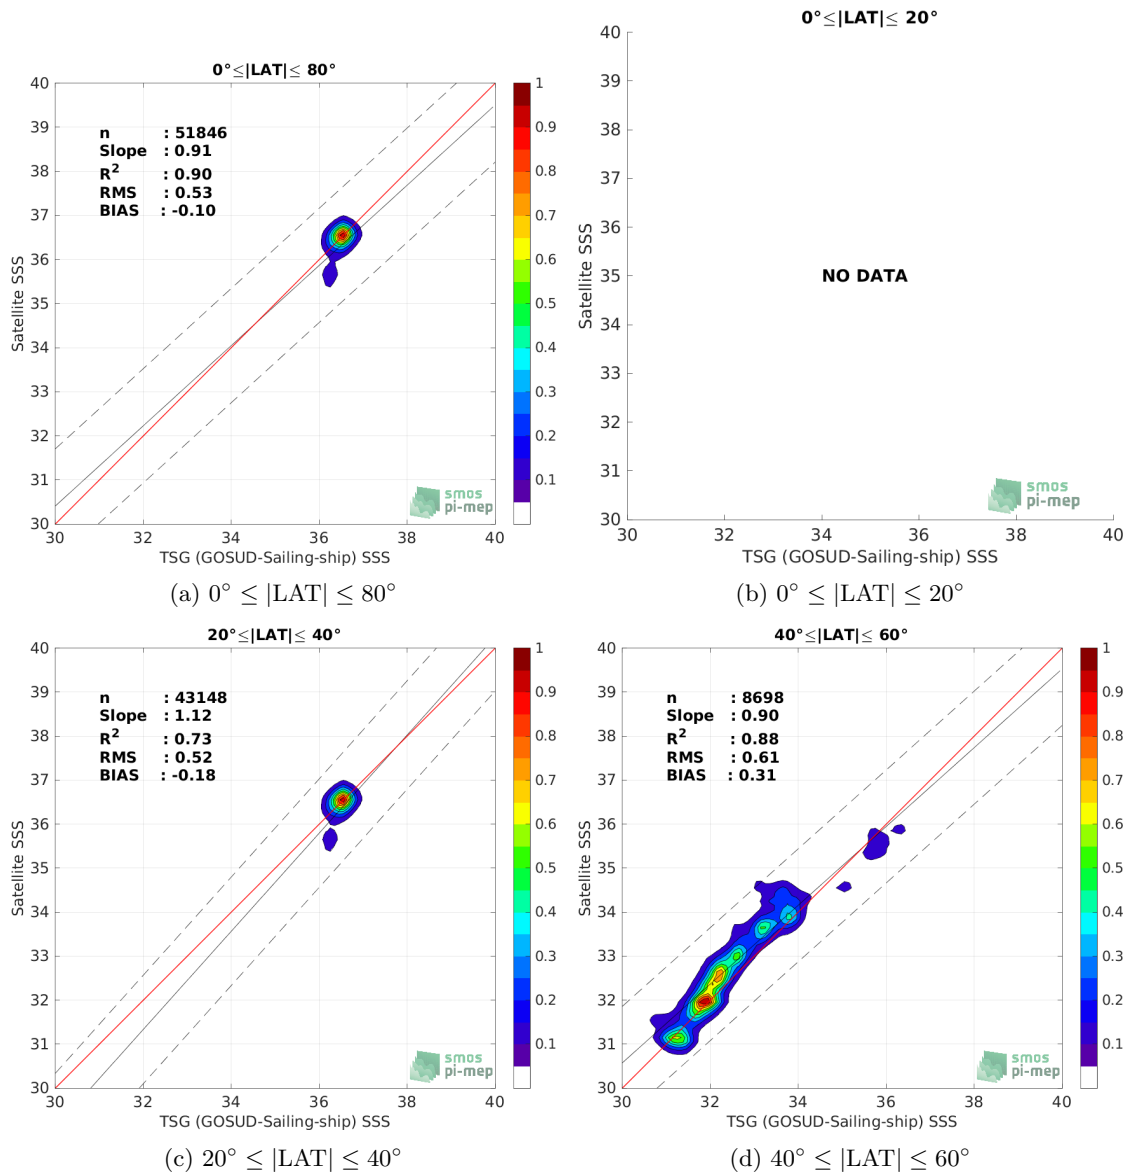 0°≤|LAT|≤ 80°
40
39
38
37
36
35
34
33
32
31
30
n : 51846
Slope : 0.91
R² : 0.90
RMS : 0.53
BIAS : -0.10
Satellite SSS
smos
pi-mep
30 32 34 36 38 40
TSG (GOSUD-Sailing-ship) SSS
1
0.9
0.8
0.7
0.6
0.5
0.4
0.3
0.2
0.1
(a) 0° ≤ |LAT| ≤ 80°
0°≤|LAT|≤ 20°
40
39
38
37
36
35
34
33
32
31
30
Satellite SSS
NO DATA
smos
pi-mep
30 32 34 36 38 40
TSG (GOSUD-Sailing-ship) SSS
(b) 0° ≤ |LAT| ≤ 20°
20°≤|LAT|≤ 40°
40
39
38
37
36
35
34
33
32
31
30
n : 43148
Slope : 1.12
R² : 0.73
RMS : 0.52
BIAS : -0.18
Satellite SSS
smos
pi-mep
30 32 34 36 38 40
TSG (GOSUD-Sailing-ship) SSS
1
0.9
0.8
0.7
0.6
0.5
0.4
0.3
0.2
0.1
(c) 20° ≤ |LAT| ≤ 40°
40°≤|LAT|≤ 60°
40
39
38
37
36
35
34
33
32
31
30
n : 8698
Slope : 0.90
R² : 0.88
RMS : 0.61
BIAS : 0.31
Satellite SSS
smos
pi-mep
30 32 34 36 38 40
TSG (GOSUD-Sailing-ship) SSS
1
0.9
0.8
0.7
0.6
0.5
0.4
0.3
0.2
0.1
(d) 40° ≤ |LAT| ≤ 60°